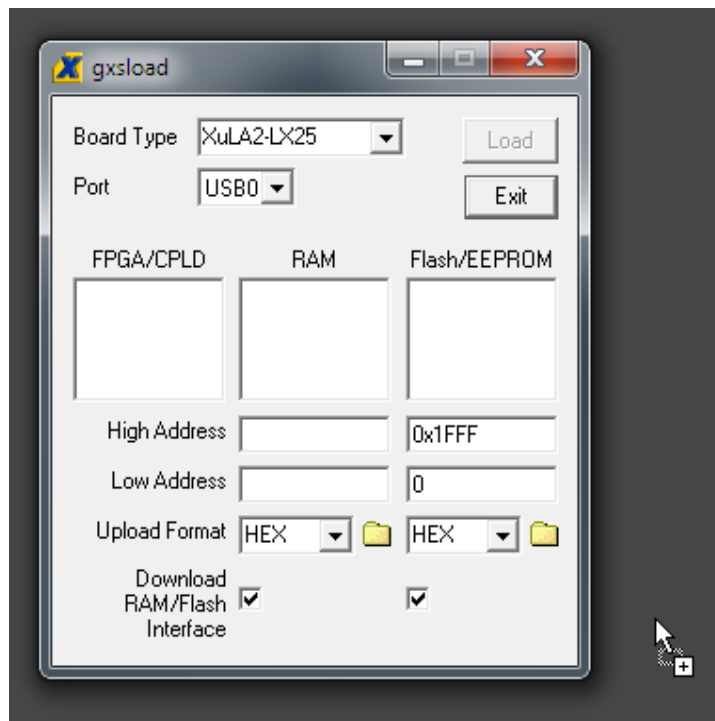 gxsload
Board Type XuLA2-LX25 Load
Port USB0 Exit
FPGA/CPLD RAM Flash/EEPROM
High Address 0x1FFF
Low Address 0
Upload Format HEX HEX
Download
RAM/Flash
Interface